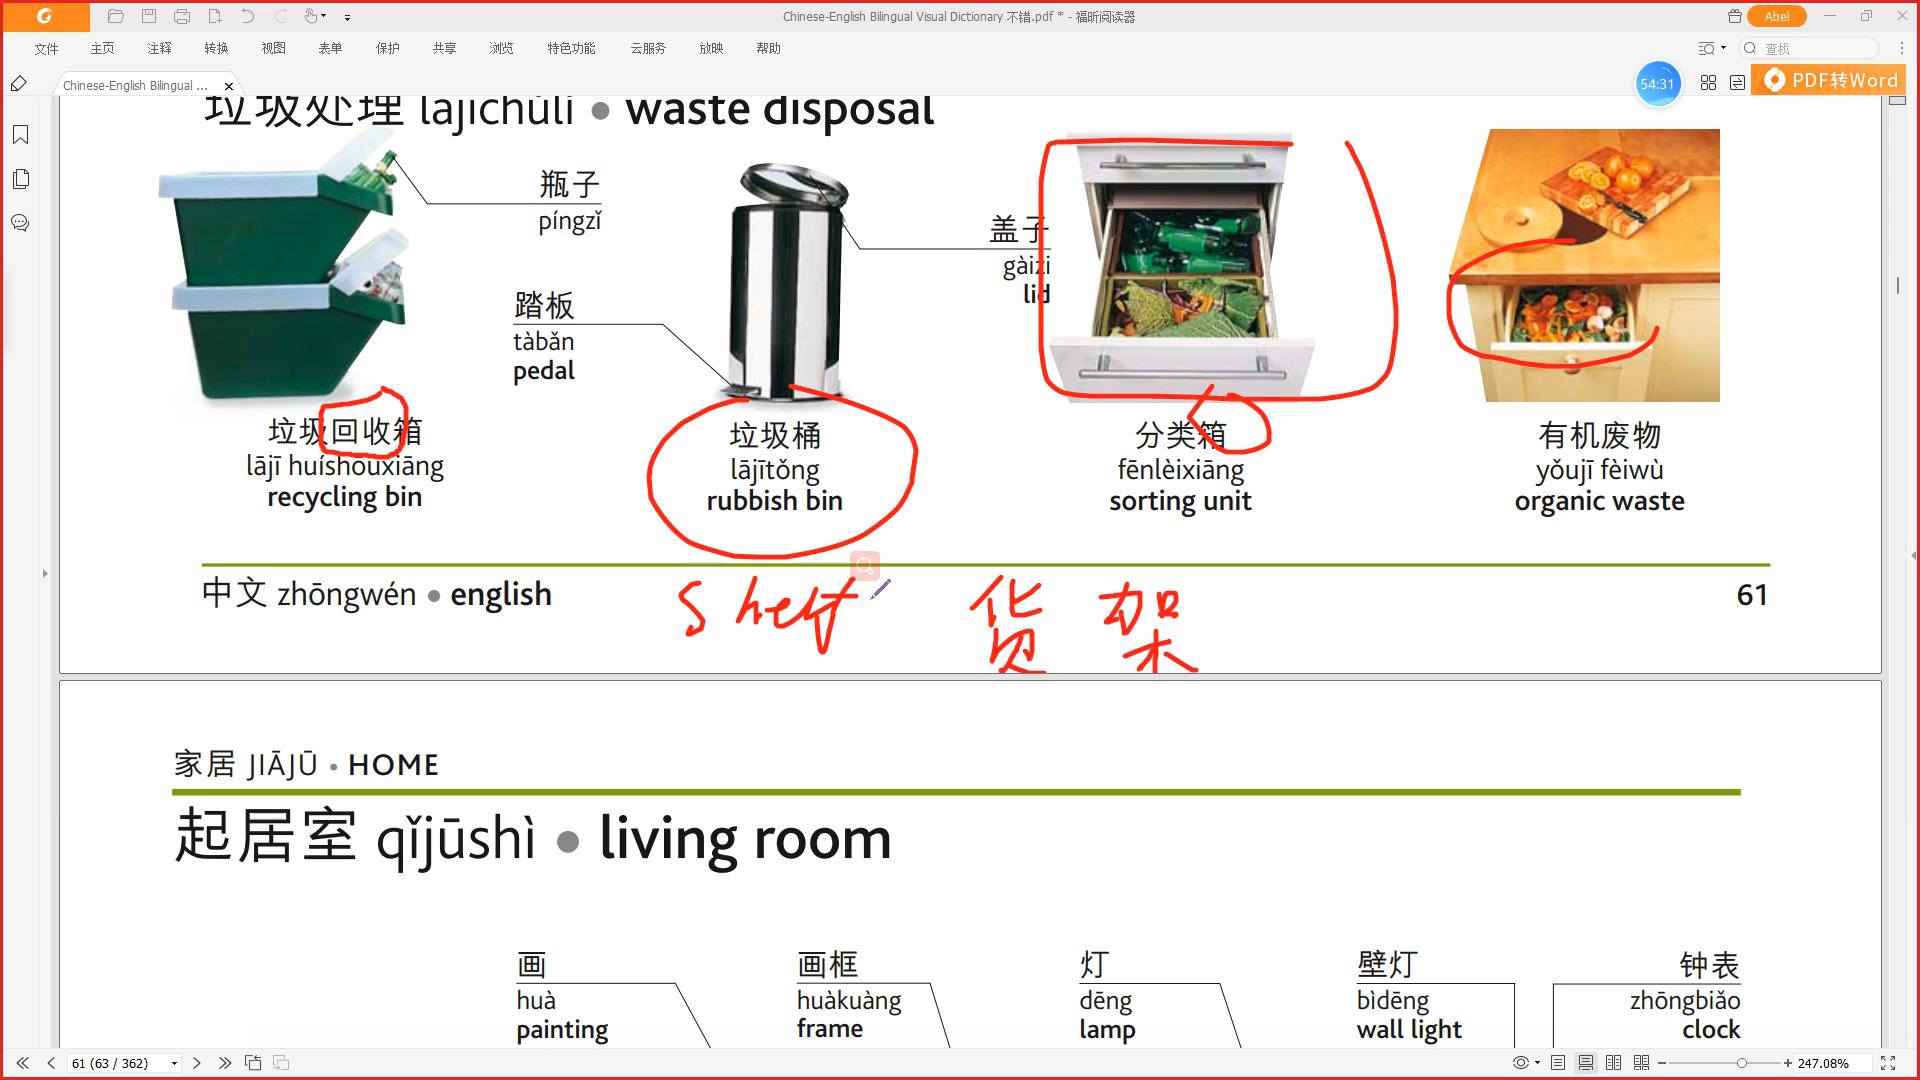 Chinese-English Bilingual Visual Dictionary 不错.pdf * - 福昕阅读器
Abel
文件 主页 注释 转换 视图 表单 保护 共享 浏览 特色功能 云服务 放映 帮助
查找
Chinese-English Bilingual ...
54:31
PDF转Word
垃圾处理 lājīchǔlǐ • waste disposal
瓶子
píngzǐ
盖子
gàizi
lid
踏板
tàbǎn
pedal
垃圾回收箱
lājī huíshōuxiāng
recycling bin
垃圾桶
lājītǒng
rubbish bin
分类箱
fēnlèixiāng
sorting unit
有机废物
yǒujī fèiwù
organic waste
中文 zhōngwén • english
shelf 货架
61
家居 JIĀJŪ • HOME
起居室 qǐjūshì • living room
画
huà
painting
画框
huàkuàng
frame
灯
dēng
lamp
壁灯
bìdēng
wall light
钟表
zhōngbiǎo
clock
61 (63 / 362)
247.08%